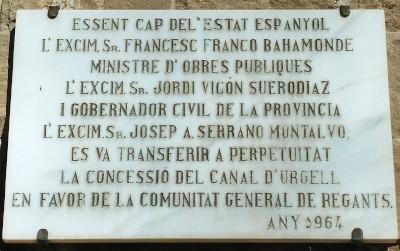 ESSENT CAP DEL'ESTAT ESPANYOL
L'EXCIM. SR. FRANCESC FRANCO BAHAMONDE
MINISTRE D'OBRES PUBLIQUES
L'EXCIM. SR. JORDI VIGÓN SUERODIAZ
I GOBERNADOR CIVIL DE LA PROVINCIA
L'EXCIM. SR. JOSEP A. SERRANO MONTALVO,
ES VA TRANSFERIR A PERPETUITAT
LA CONCESSIÓ DEL CANAL D'URGELL
EN FAVOR DE LA COMUNITAT GENERAL DE REGANTS.
ANY 1964